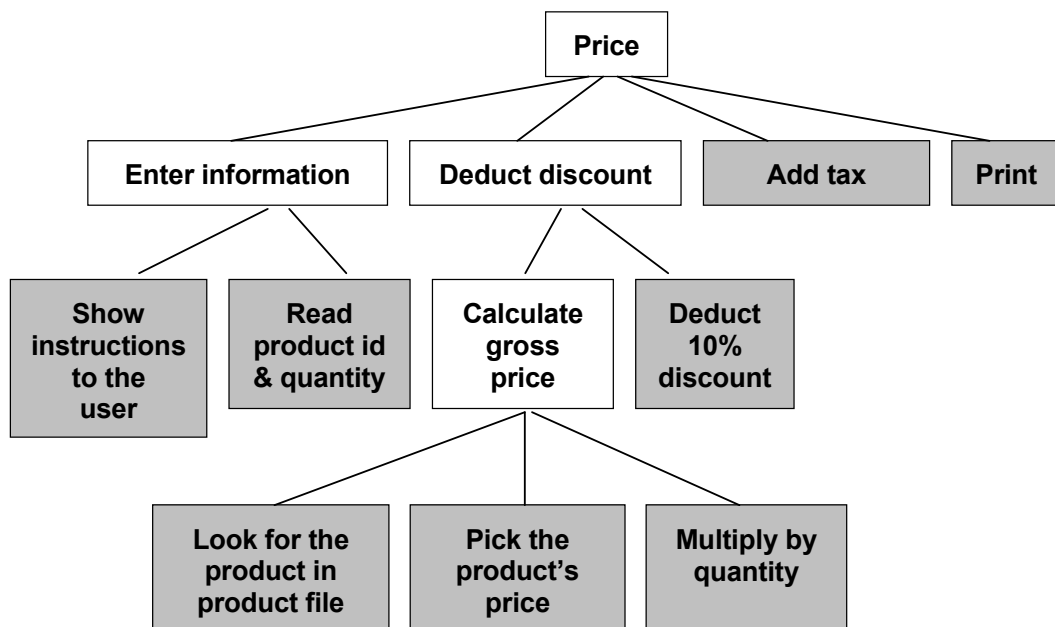 Price
Enter information
Deduct discount
Add tax
Print
Show
instructions
to the
user
Read
product id
& quantity
Calculate
gross
price
Deduct
10%
discount
Look for the
product in
product file
Pick the
product’s
price
Multiply by
quantity